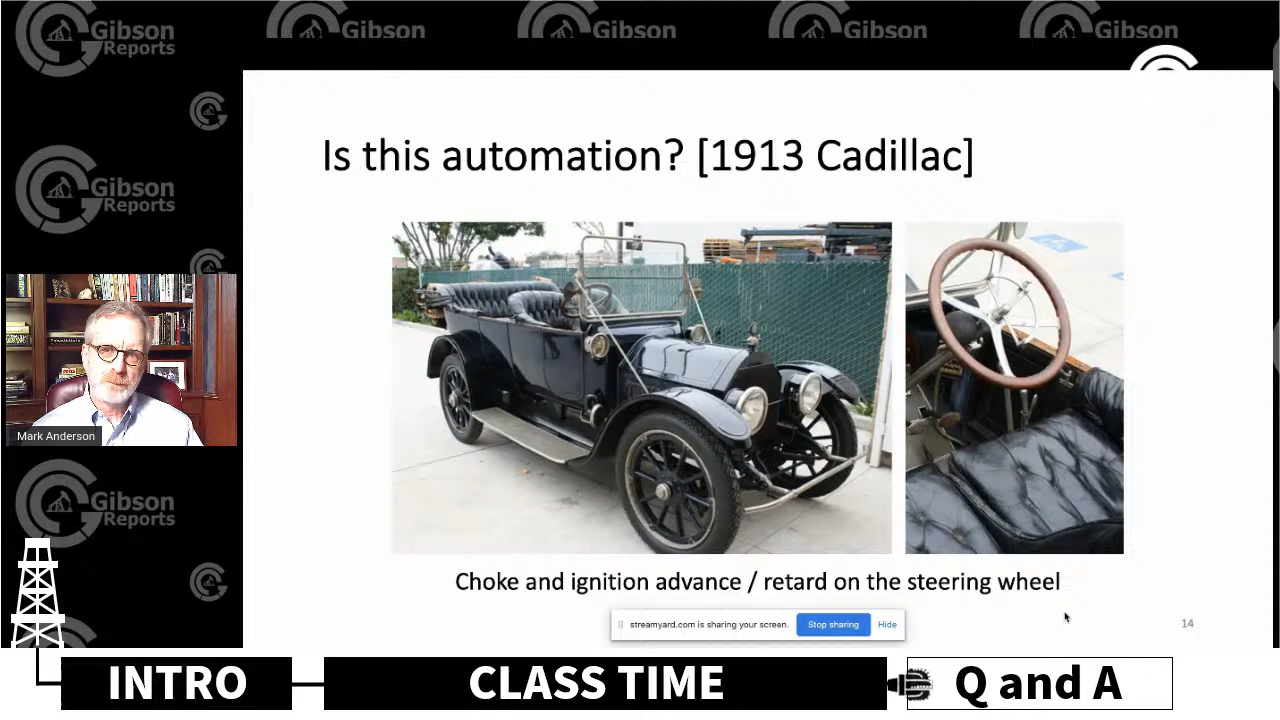 Gibson
Reports
Gibson
Gibson
Gibson
Gibson
Is this automation? [1913 Cadillac]
Gibson
Reports
Mark Anderson
Gibson
Reports
Choke and ignition advance / retard on the steering wheel
streamyard.com is sharing your screen.
Stop sharing
Hide
14
INTRO
CLASS TIME
Q and A